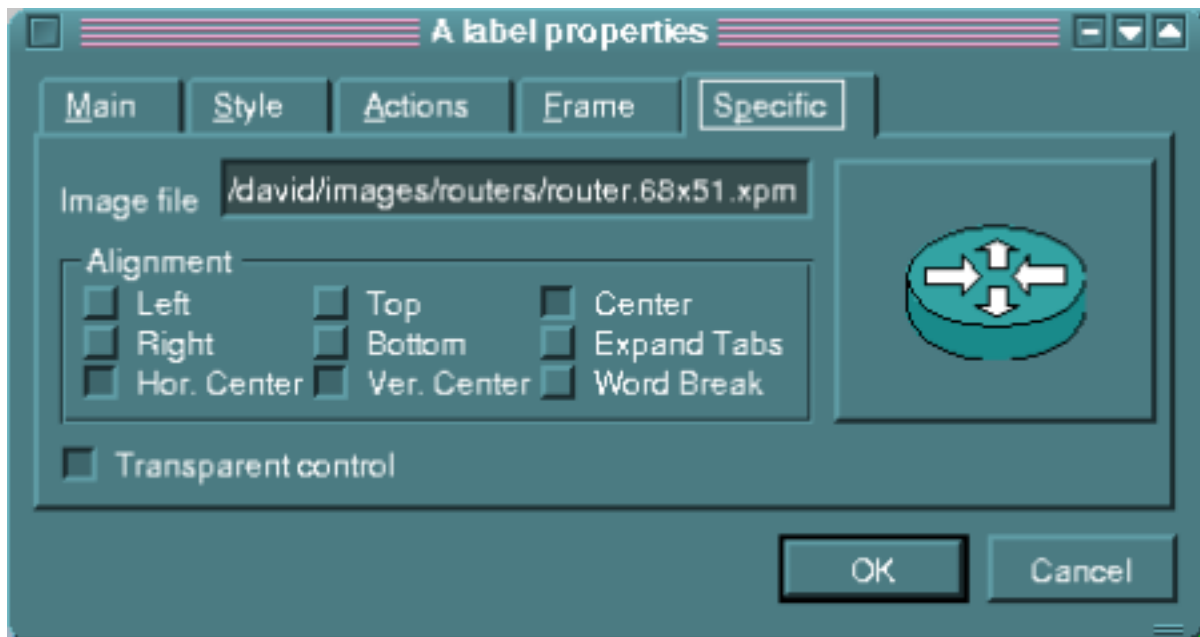 A label properties
Main Style Actions Frame Specific
Image file /david/images/routers/router.68x51.xpm
Alignment
Left Top Center
Right Bottom Expand Tabs
Hor. Center Ver. Center Word Break
Transparent control
OK Cancel